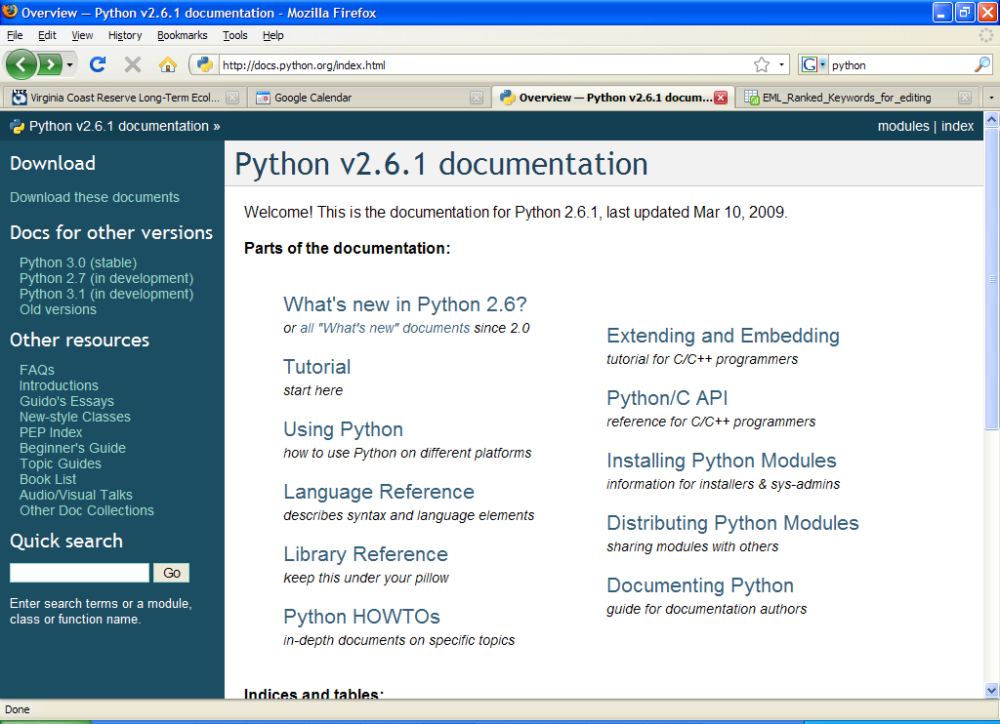 Overview — Python v2.6.1 documentation - Mozilla Firefox
File Edit View History Bookmarks Tools Help
http://docs.python.org/index.html
G
python
LTER
Virginia Coast Reserve Long-Term Ecol...
Google Calendar
Overview — Python v2.6.1 docum...
EML_Ranked_Keywords_for_editing
Python v2.6.1 documentation »
modules | index
Download
Download these documents
Docs for other versions
Python 3.0 (stable)
Python 2.7 (in development)
Python 3.1 (in development)
Old versions
Other resources
FAQs
Introductions
Guido's Essays
New-style Classes
PEP Index
Beginner's Guide
Topic Guides
Book List
Audio/Visual Talks
Other Doc Collections
Quick search
Go
Enter search terms or a module,
class or function name.
Python v2.6.1 documentation
Welcome! This is the documentation for Python 2.6.1, last updated Mar 10, 2009.
Parts of the documentation:
What's new in Python 2.6?
or all "What's new" documents since 2.0
Tutorial
start here
Using Python
how to use Python on different platforms
Language Reference
describes syntax and language elements
Library Reference
keep this under your pillow
Python HOWTOs
in-depth documents on specific topics
Extending and Embedding
tutorial for C/C++ programmers
Python/C API
reference for C/C++ programmers
Installing Python Modules
information for installers & sys-admins
Distributing Python Modules
sharing modules with others
Documenting Python
guide for documentation authors
Indices and tables:
Done